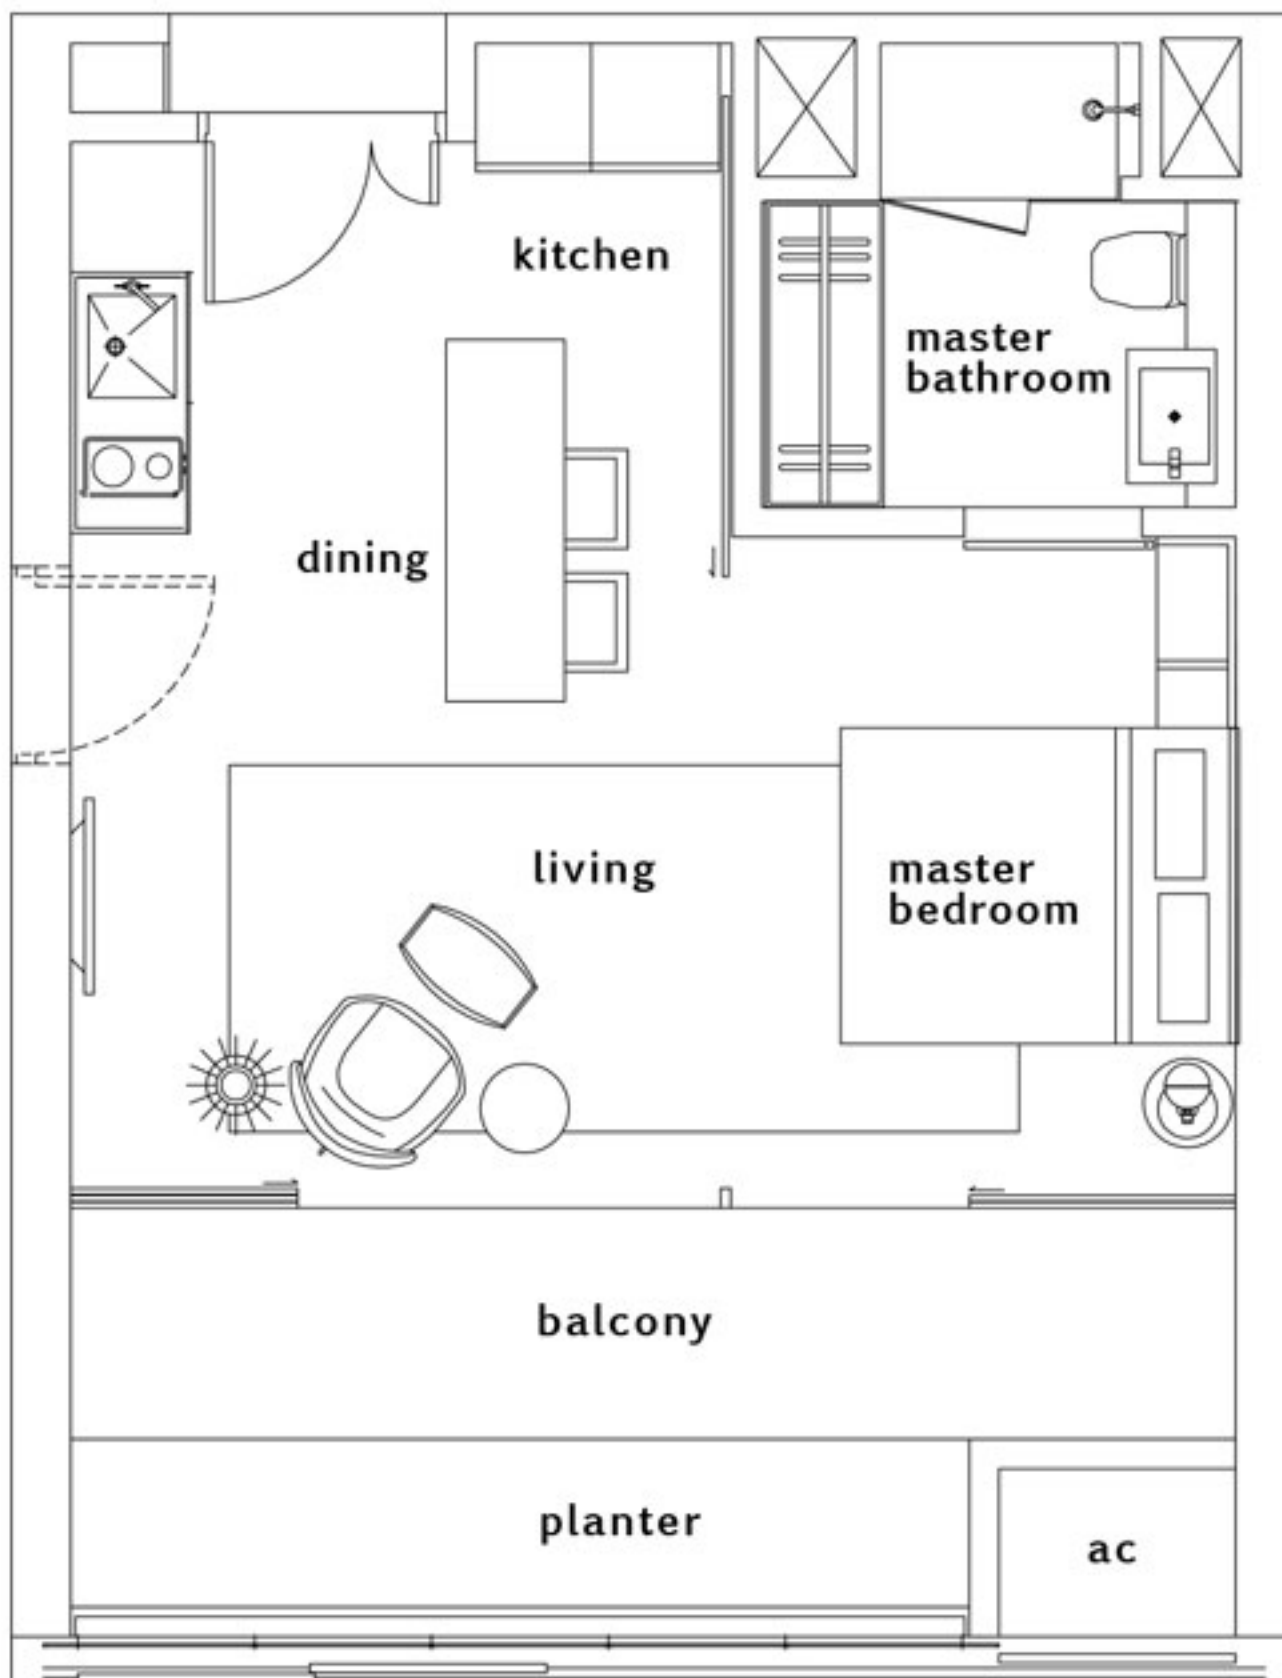 kitchen
master
bathroom
dining
living
master
bedroom
balcony
planter
ac